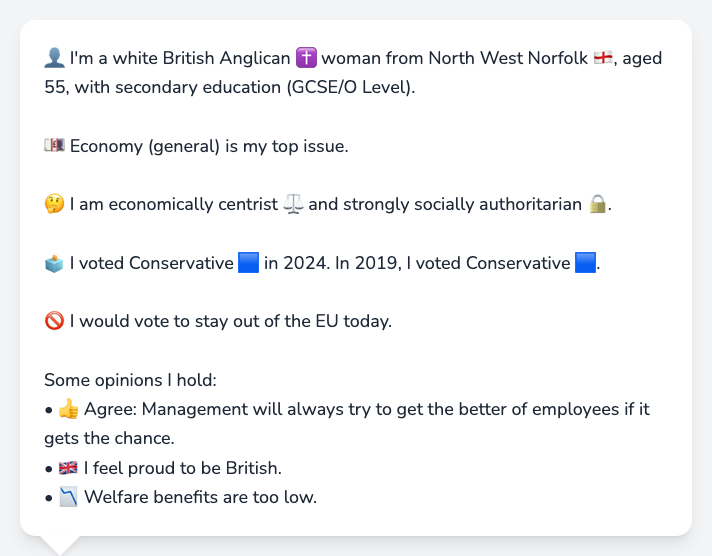 👤 I'm a white British Anglican ✝️ woman from North West Norfolk 🏴󠁧󠁢󠁥󠁮󠁧󠁿, aged
55, with secondary education (GCSE/O Level).
💷 Economy (general) is my top issue.
🤔 I am economically centrist ⚖️ and strongly socially authoritarian 🔒.
🗳️ I voted Conservative 🟦 in 2024. In 2019, I voted Conservative 🟦.
🚫 I would vote to stay out of the EU today.
Some opinions I hold:
• 👍 Agree: Management will always try to get the better of employees if it
gets the chance.
• 🇬🇧 I feel proud to be British.
• 📉 Welfare benefits are too low.